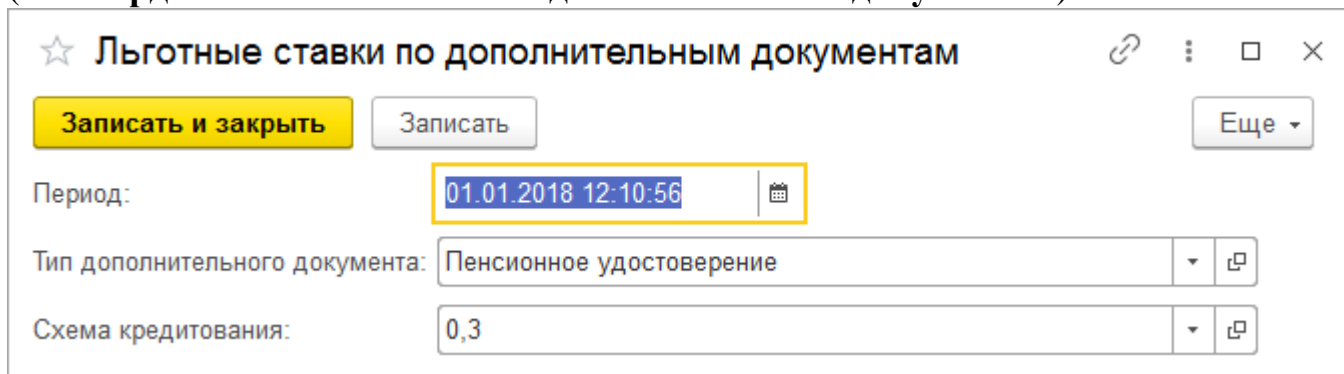 Льготные ставки по дополнительным документам
Записать и закрыть Записать Еще
Период: 01.01.2018 12:10:56
Тип дополнительного документа: Пенсионное удостоверение
Схема кредитования: 0,3